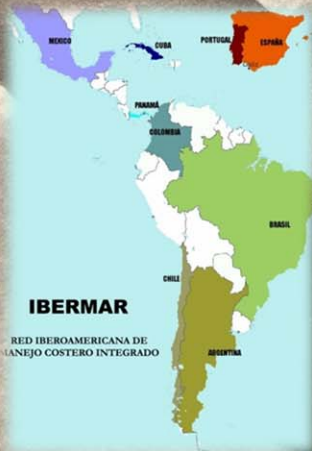 MEXICO
CUBA
PORTUGAL
ESPAÑA
PANAMÁ
COLOMBIA
BRASIL
CHILE
IBERMAR
RED IBEROAMERICANA DE
MANEJO COSTERO INTEGRADO
ARGENTINA